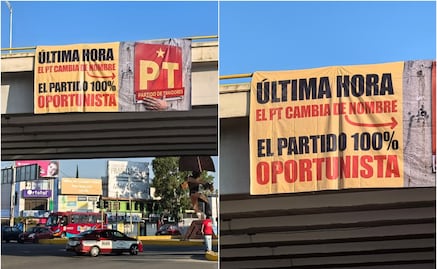 ÚLTIMA HORA
EL PT CAMBIA DE NOMBRE
EL PARTIDO 100%
OPORTUNISTA
PT
PARTIDO DE TRAIDORES
Ortolat
ÚLTIMA HORA
EL PT CAMBIA DE NOMBRE
EL PARTIDO 100%
OPORTUNISTA